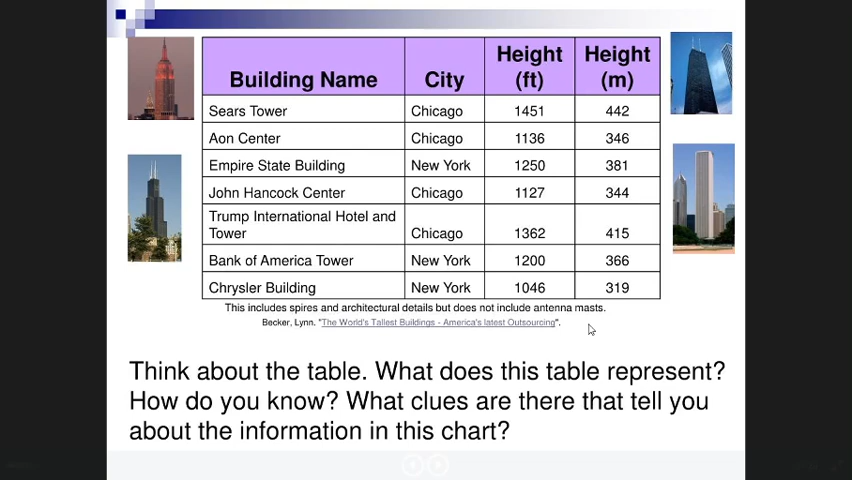 Building Name City Height (ft) Height (m)
Sears Tower Chicago 1451 442
Aon Center Chicago 1136 346
Empire State Building New York 1250 381
John Hancock Center Chicago 1127 344
Trump International Hotel and
Tower Chicago 1362 415
Bank of America Tower New York 1200 366
Chrysler Building New York 1046 319
This includes spires and architectural details but does not include antenna masts.
Becker, Lynn. "The World's Tallest Buildings - America's latest Outsourcing".
Think about the table. What does this table represent?
How do you know? What clues are there that tell you
about the information in this chart?